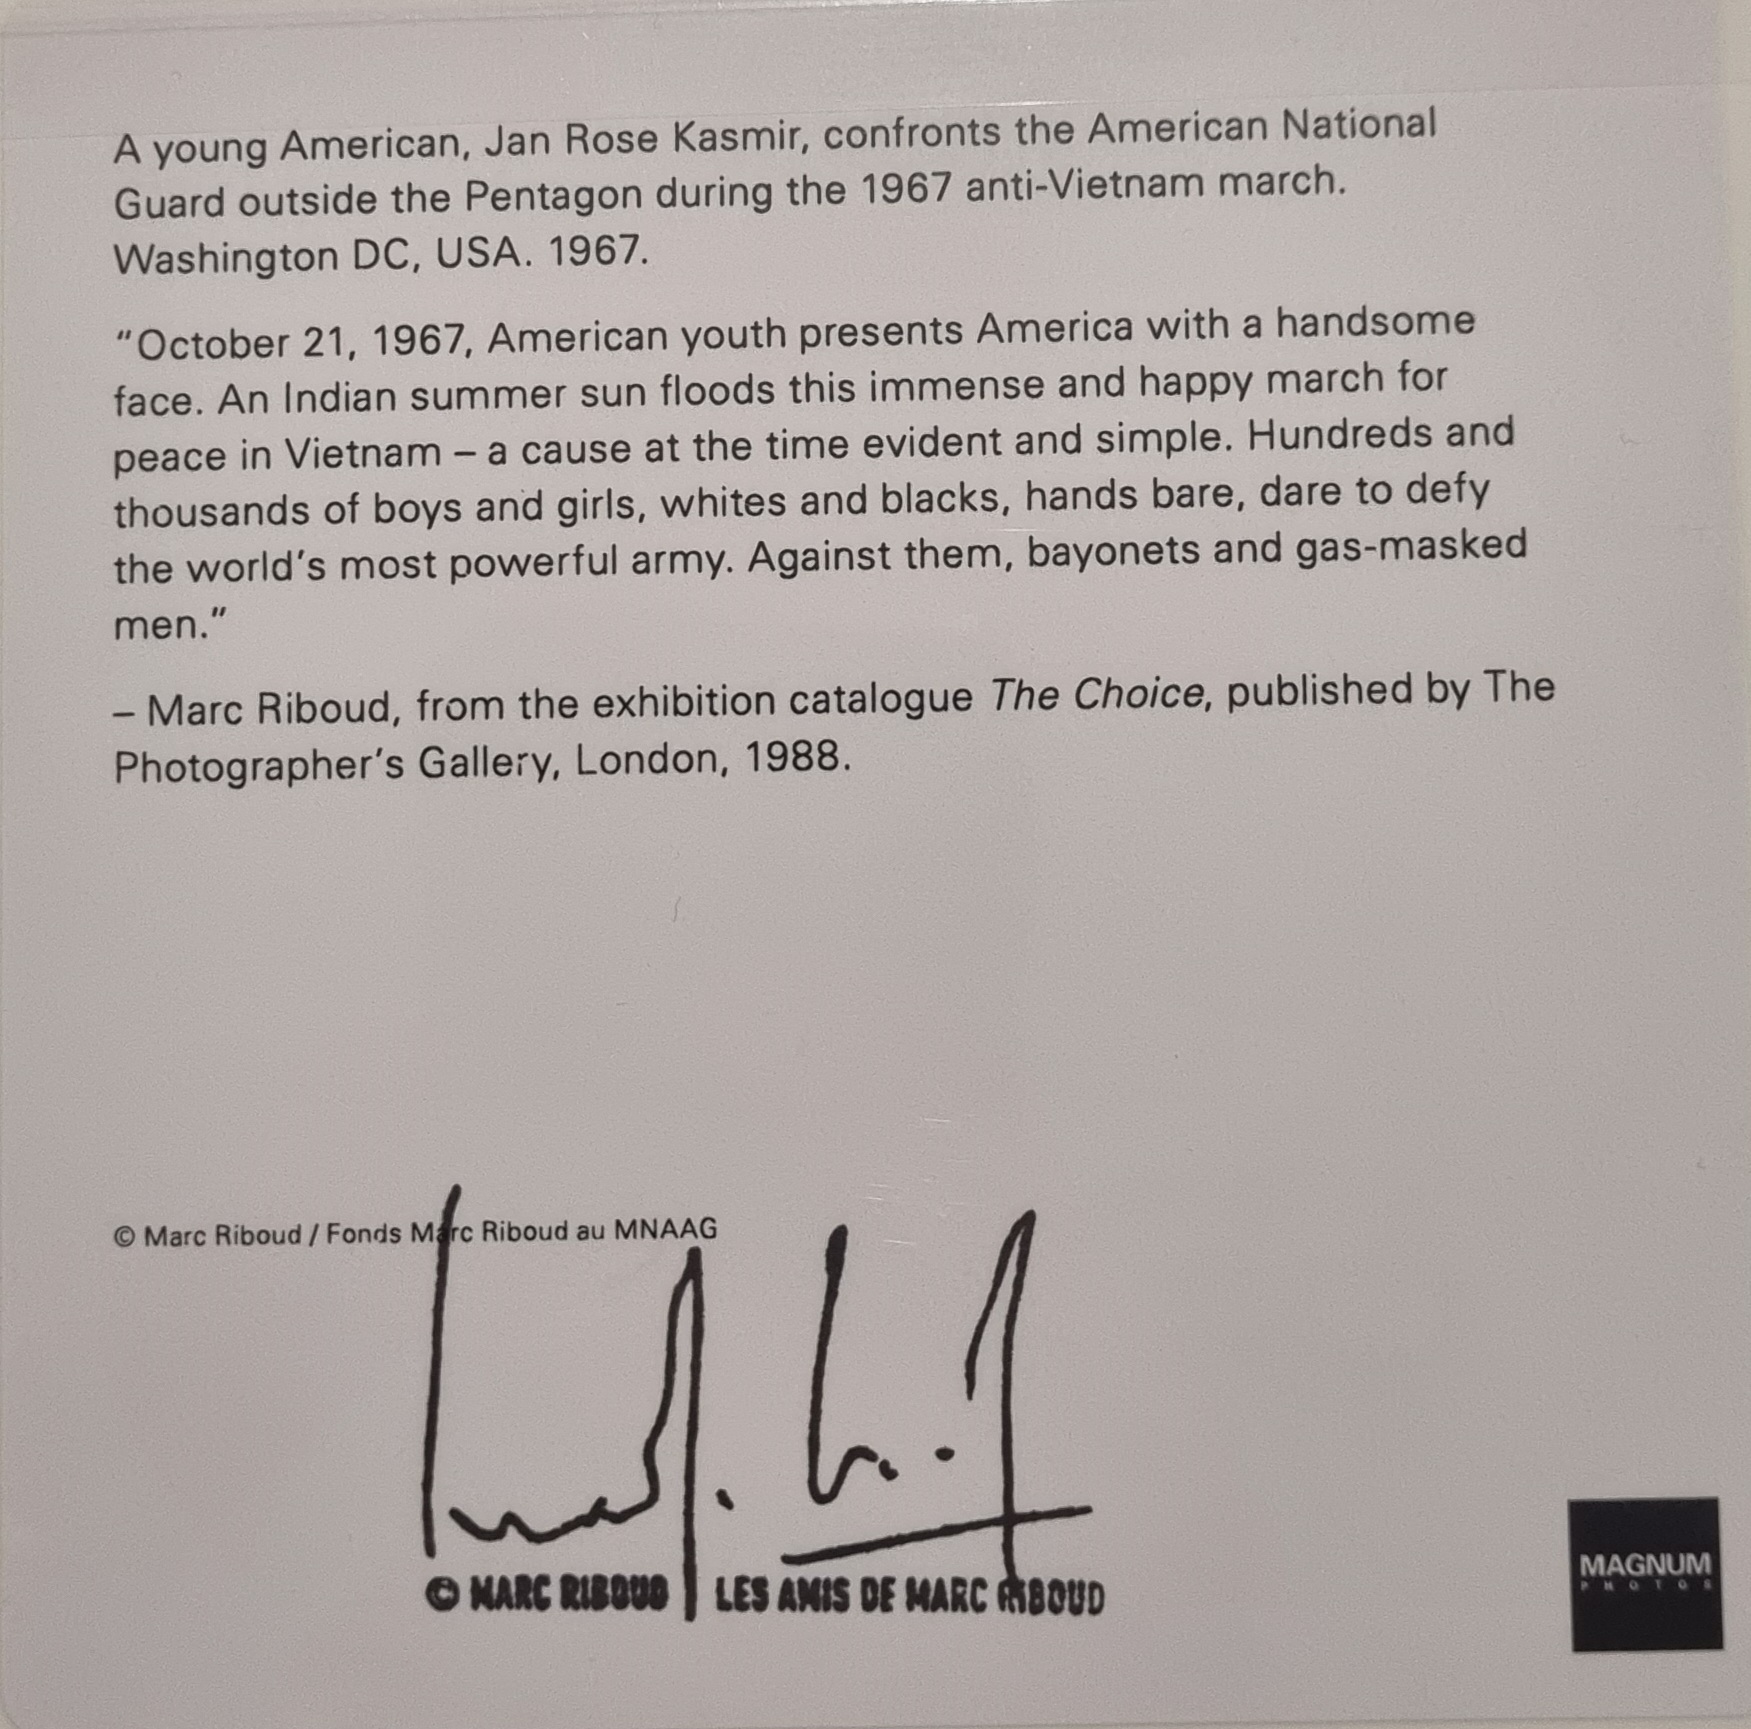 A young American, Jan Rose Kasmir, confronts the American National
Guard outside the Pentagon during the 1967 anti-Vietnam march.
Washington DC, USA. 1967.
“October 21, 1967, American youth presents America with a handsome
face. An Indian summer sun floods this immense and happy march for
peace in Vietnam – a cause at the time evident and simple. Hundreds and
thousands of boys and girls, whites and blacks, hands bare, dare to defy
the world’s most powerful army. Against them, bayonets and gas-masked
men.”
– Marc Riboud, from the exhibition catalogue The Choice, published by The
Photographer’s Gallery, London, 1988.
© Marc Riboud / Fonds Marc Riboud au MNAAG
© MARC RIBOUD LES AMIS DE MARC RIBOUD
MAGNUM
PHOTOS